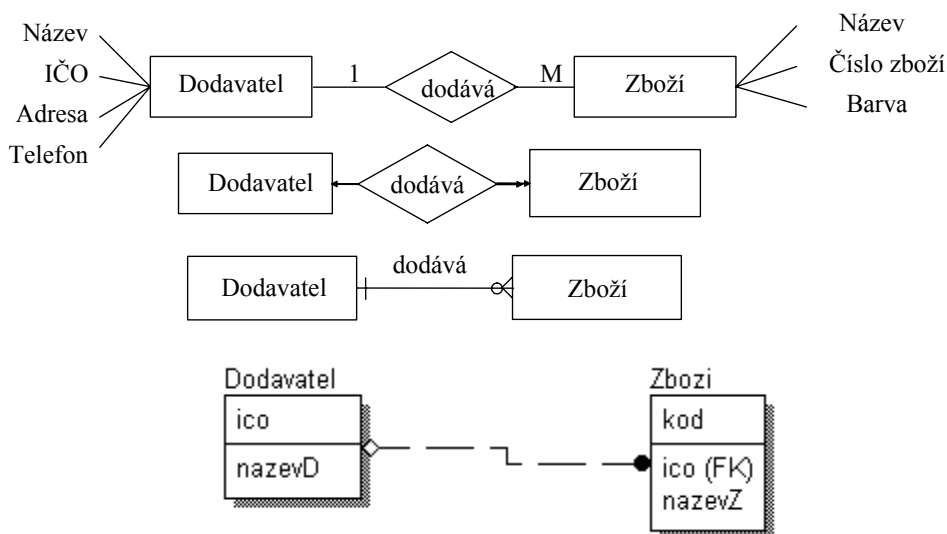 Název
IČO
Adresa
Telefon
Dodavatel
1
dodává
M
Zboží
Název
Číslo zboží
Barva
Dodavatel
dodává
Zboží
Dodavatel
dodává
Zboží
Dodavatel
ico
nazevD
Zbozi
kod
ico (FK)
nazevZ